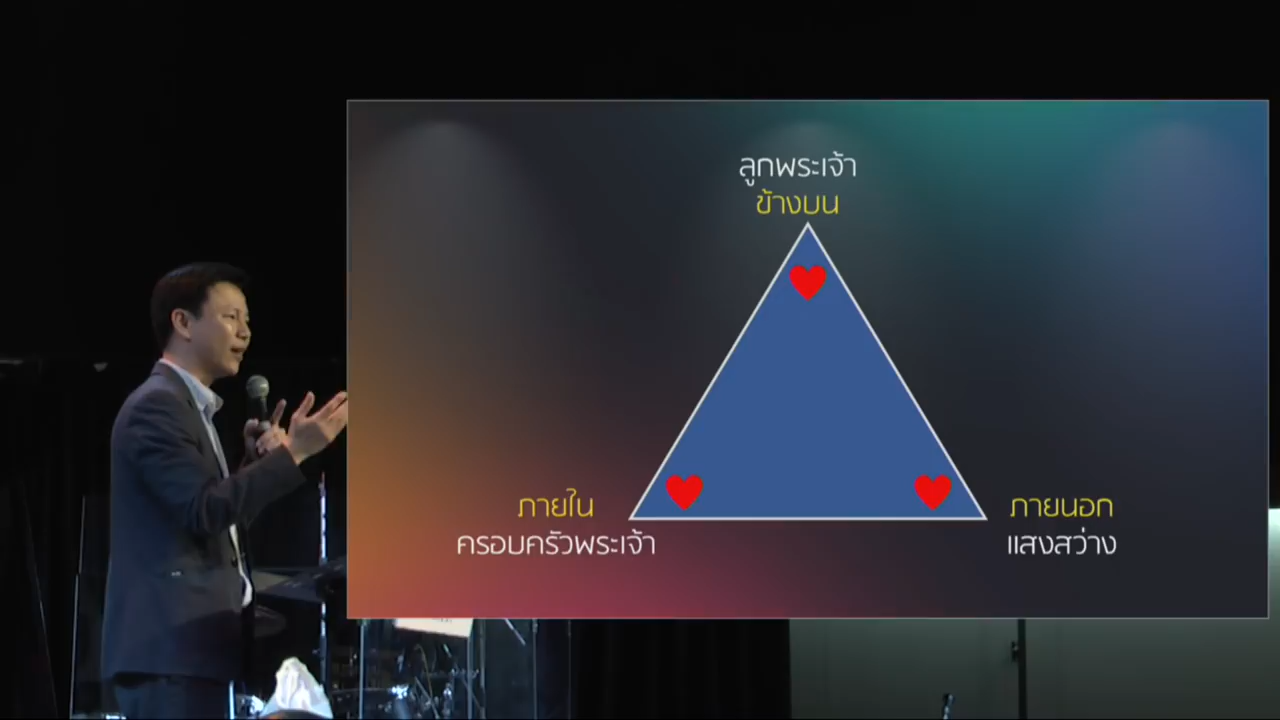 ลูกพระเจ้า
ข้างบน
ภายใน
ครอบครัวพระเจ้า
ภายนอก
แสงสว่าง